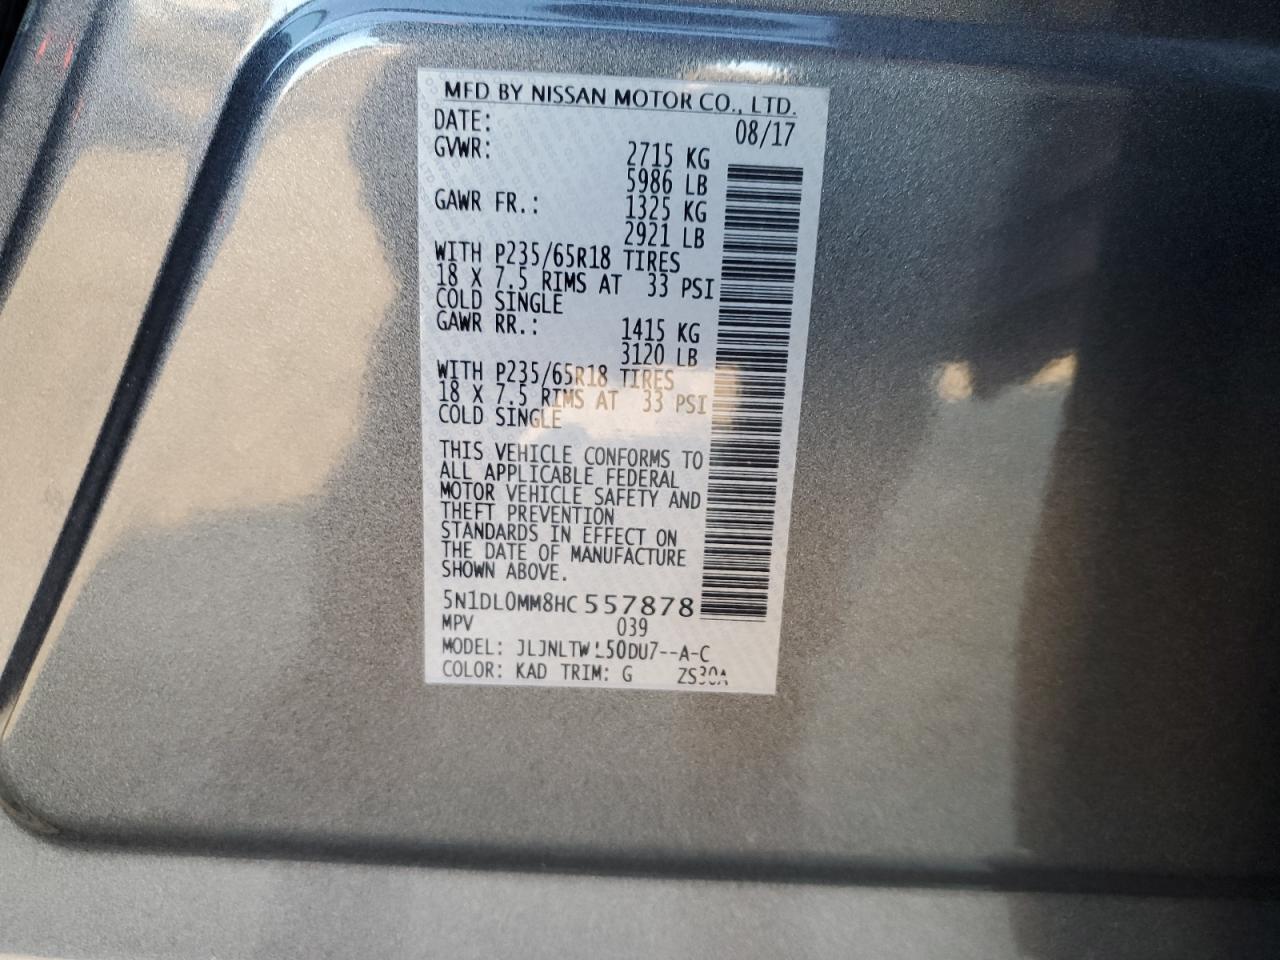 MFD BY NISSAN MOTOR CO., LTD.
DATE: 08/17
GVWR: 2715 KG
5986 LB
GAWR FR.: 1325 KG
2921 LB
WITH P235/65R18 TIRES
18 X 7.5 RIMS AT 33 PSI
COLD SINGLE
GAWR RR.: 1415 KG
3120 LB
WITH P235/65R18 TIRES
18 X 7.5 RIMS AT 33 PSI
COLD SINGLE
THIS VEHICLE CONFORMS TO
ALL APPLICABLE FEDERAL
MOTOR VEHICLE SAFETY AND
THEFT PREVENTION
STANDARDS IN EFFECT ON
THE DATE OF MANUFACTURE
SHOWN ABOVE.
5N1DL0MM8HC 557878
MPV 039
MODEL: A-C
COLOR: KAD TRIM: G